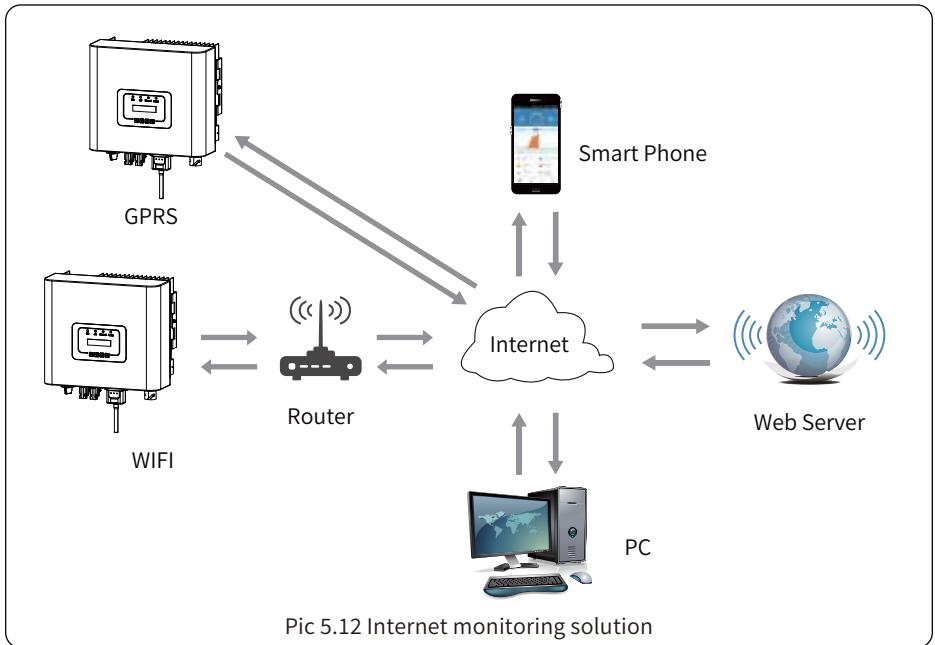 Smart Phone
GPRS
Internet
Router
Web Server
WIFI
PC
Pic 5.12 Internet monitoring solution